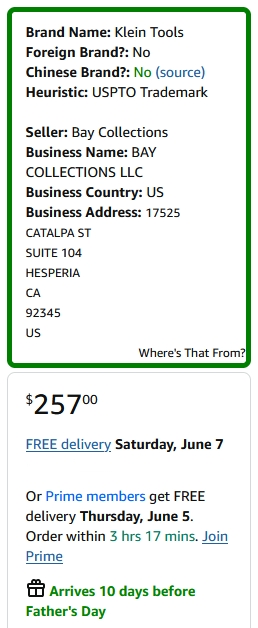 Brand Name: Klein Tools
Foreign Brand?: No
Chinese Brand?: No (source)
Heuristic: USPTO Trademark
Seller: Bay Collections
Business Name: BAY
COLLECTIONS LLC
Business Country: US
Business Address: 17525
CATALPA ST
SUITE 104
HESPERIA
CA
92345
US
Where's That From?
$25700
FREE delivery Saturday, June 7
Or Prime members get FREE
delivery Thursday, June 5.
Order within 3 hrs 17 mins. Join
Prime
Arrives 10 days before
Father's Day